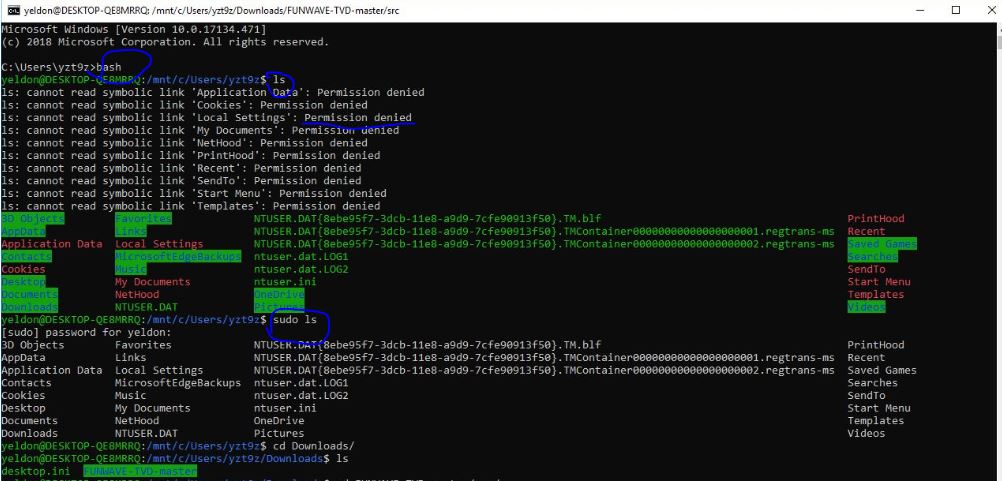 yeldon@DESKTOP-QE8MRRQ: /mnt/c/Users/yzt9z/Downloads/FUNWAVE-TVD-master/src
Microsoft Windows [Version 10.0.17134.471]
(c) 2018 Microsoft Corporation. All rights reserved.
C:\Users\yzt9z>bash
yeldon@DESKTOP-QE8MRRQ:/mnt/c/Users/yzt9z$ ls
ls: cannot read symbolic link 'Application Data': Permission denied
ls: cannot read symbolic link 'Cookies': Permission denied
ls: cannot read symbolic link 'Local Settings': Permission denied
ls: cannot read symbolic link 'My Documents': Permission denied
ls: cannot read symbolic link 'NetHood': Permission denied
ls: cannot read symbolic link 'PrintHood': Permission denied
ls: cannot read symbolic link 'Recent': Permission denied
ls: cannot read symbolic link 'SendTo': Permission denied
ls: cannot read symbolic link 'Start Menu': Permission denied
ls: cannot read symbolic link 'Templates': Permission denied
3D Objects Favorites NTUSER.DAT{8ebe95f7-3dcb-11e8-a9d9-7cfe90913f50}.TM.blf PrintHood
AppData Links NTUSER.DAT{8ebe95f7-3dcb-11e8-a9d9-7cfe90913f50}.TMContainer00000000000000000001.regtrans-ms Recent
Application Data Local Settings NTUSER.DAT{8ebe95f7-3dcb-11e8-a9d9-7cfe90913f50}.TMContainer00000000000000000002.regtrans-ms Saved Games
Contacts MicrosoftEdgeBackups ntuser.dat.LOG1 Searches
Cookies Music ntuser.dat.LOG2 SendTo
Desktop My Documents ntuser.ini Start Menu
Documents NetHood OneDrive Templates
Downloads NTUSER.DAT Pictures Videos
yeldon@DESKTOP-QE8MRRQ:/mnt/c/Users/yzt9z$ sudo ls
[sudo] password for yeldon:
3D Objects Favorites NTUSER.DAT{8ebe95f7-3dcb-11e8-a9d9-7cfe90913f50}.TM.blf PrintHood
AppData Links NTUSER.DAT{8ebe95f7-3dcb-11e8-a9d9-7cfe90913f50}.TMContainer00000000000000000001.regtrans-ms Recent
Application Data Local Settings NTUSER.DAT{8ebe95f7-3dcb-11e8-a9d9-7cfe90913f50}.TMContainer00000000000000000002.regtrans-ms Saved Games
Contacts MicrosoftEdgeBackups ntuser.dat.LOG1 Searches
Cookies Music ntuser.dat.LOG2 SendTo
Desktop My Documents ntuser.ini Start Menu
Documents NetHood OneDrive Templates
Downloads NTUSER.DAT Pictures Videos
yeldon@DESKTOP-QE8MRRQ:/mnt/c/Users/yzt9z$ cd Downloads/
yeldon@DESKTOP-QE8MRRQ:/mnt/c/Users/yzt9z/Downloads$ ls
desktop.ini FUNWAVE-TVD-master